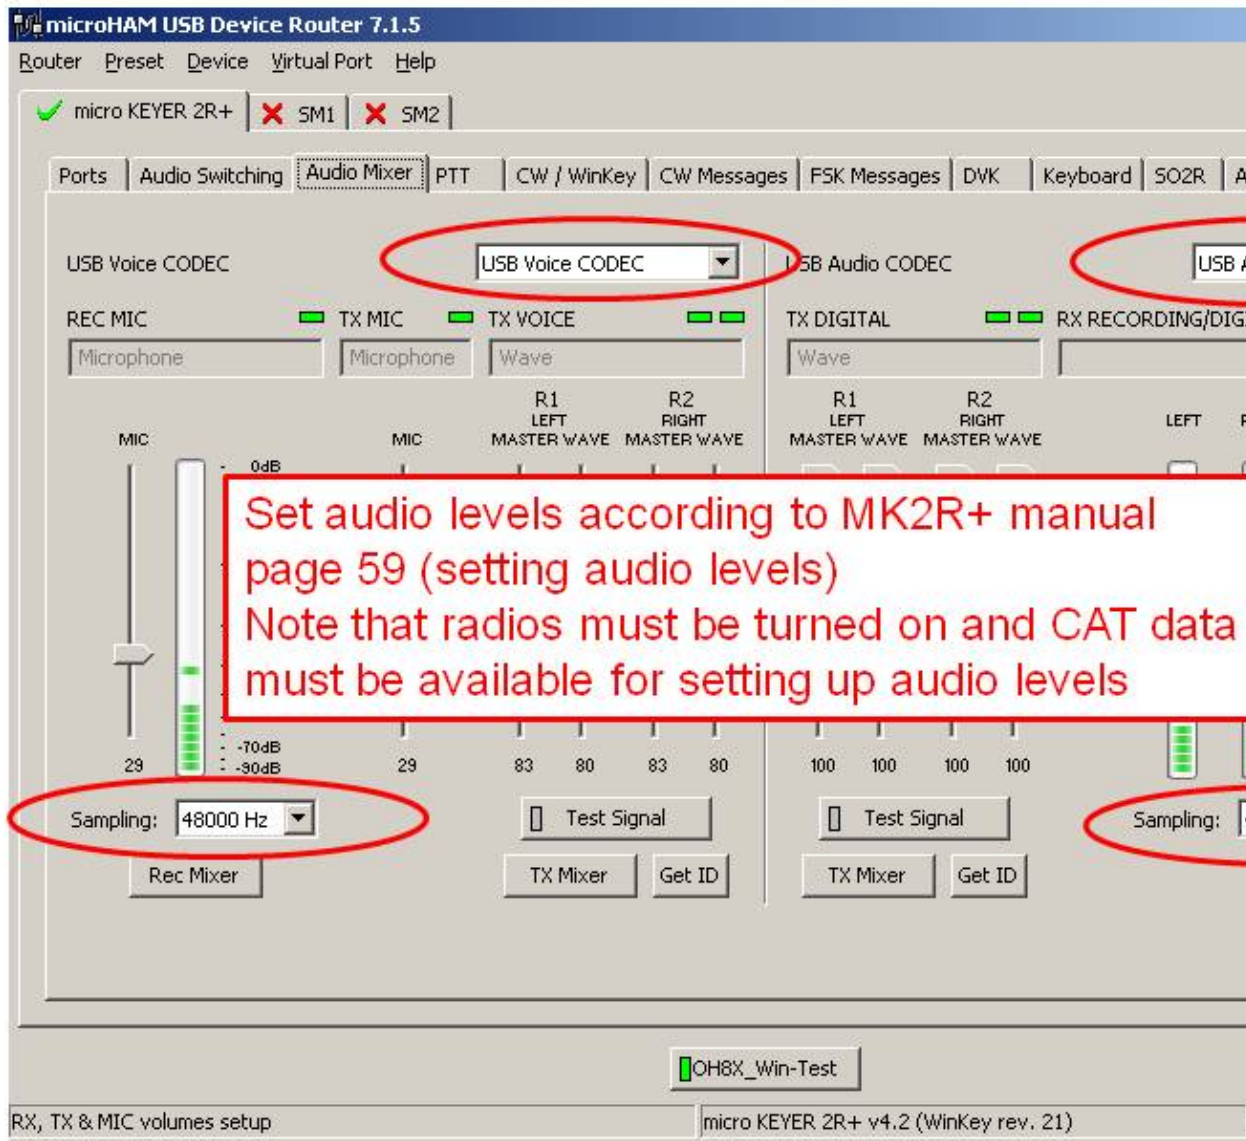 microHAM USB Device Router 7.1.5
Router Preset Device Virtual Port Help
micro KEYER 2R+ SM1 SM2
Ports Audio Switching Audio Mixer PTT CW / WinKey CW Messages FSK Messages DVK Keyboard SO2R A
USB Voice CODEC USB Voice CODEC USB Audio CODEC USB A
REC MIC TX MIC TX VOICE TX DIGITAL RX RECORDING/DIGI
Microphone Microphone Wave Wave
R1 R2 R1 R2
LEFT RIGHT LEFT RIGHT LEFT
MIC MIC MASTER WAVE MASTER WAVE MASTER WAVE MASTER WAVE
0dB
Set audio levels according to MK2R+ manual
page 59 (setting audio levels)
Note that radios must be turned on and CAT data
must be available for setting up audio levels
-70dB
-90dB
29 29 83 80 83 80 100 100 100 100
Sampling: 48000 Hz Test Signal Test Signal Sampling:
Rec Mixer TX Mixer Get ID TX Mixer Get ID
OH8X_Win-Test
RX, TX & MIC volumes setup micro KEYER 2R+ v4.2 (WinKey rev. 21)